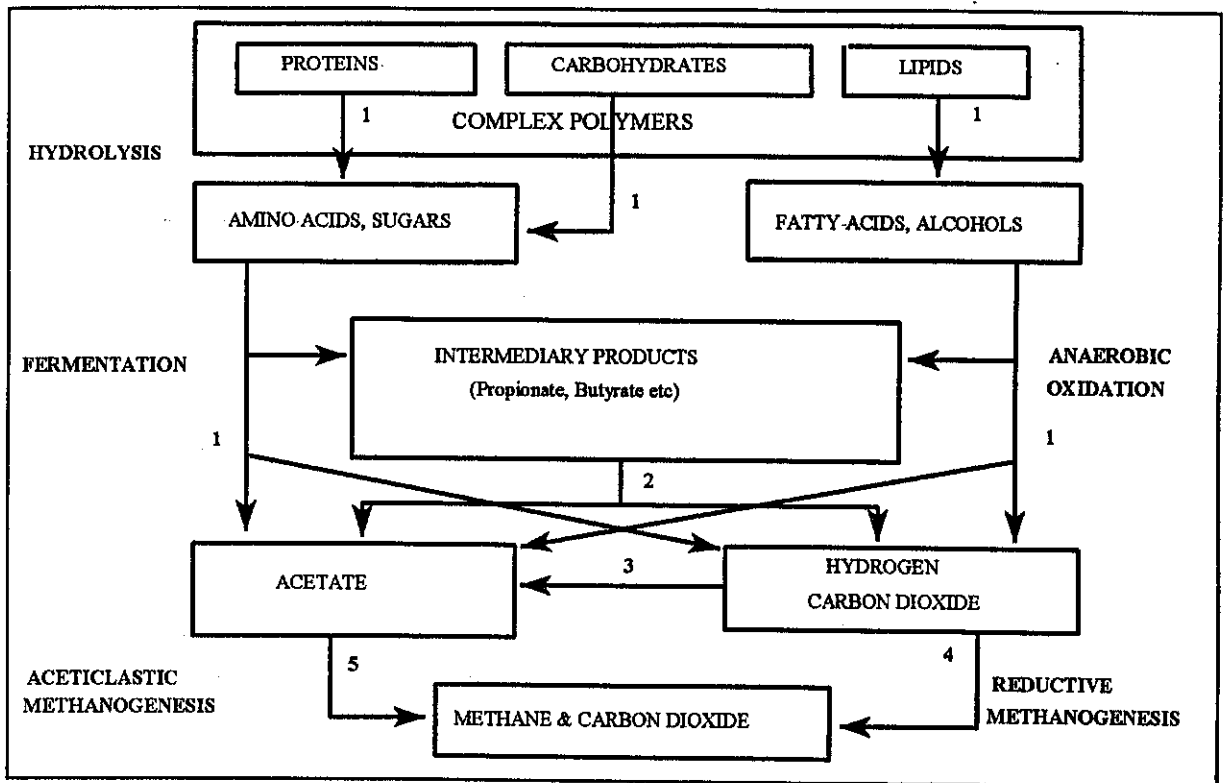 PROTEINS
CARBOHYDRATES
LIPIDS
1
COMPLEX POLYMERS
1
HYDROLYSIS
1
AMINO-ACIDS, SUGARS
FATTY-ACIDS, ALCOHOLS
FERMENTATION
INTERMEDIARY PRODUCTS
(Propionate, Butyrate etc)
ANAEROBIC
OXIDATION
1
1
2
ACETATE
3
HYDROGEN
CARBON DIOXIDE
ACETICLASTIC
METHANOGENESIS
5
4
REDUCTIVE
METHANOGENESIS
METHANE & CARBON DIOXIDE